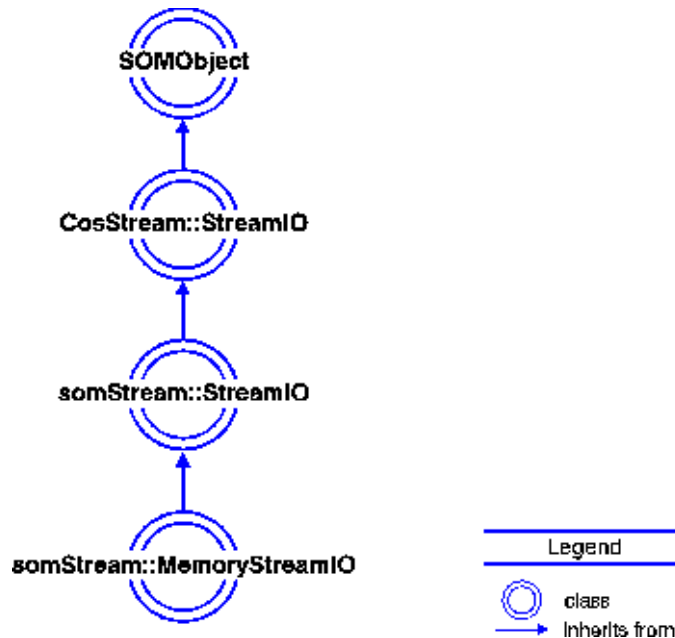 SOMObject
CosStream::StreamIO
somStream::StreamIO
somStream::MemoryStreamIO
Legend
class
Inherits from